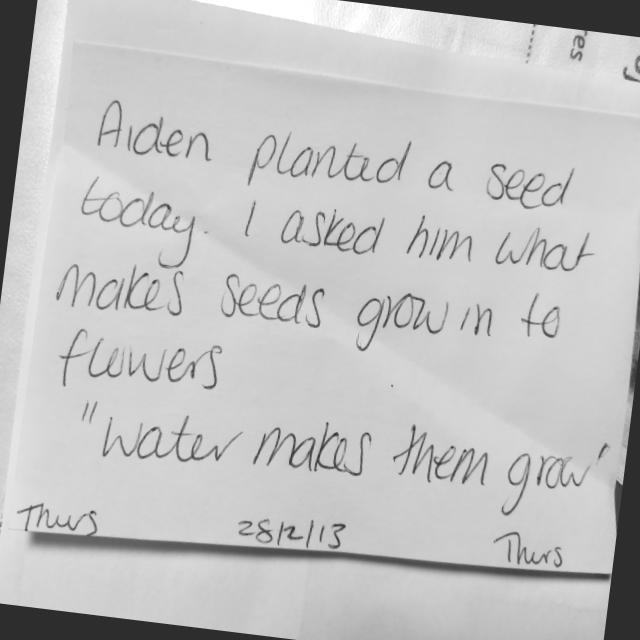 res
Aiden planted a seed
today. I asked him what
makes seeds grow in to
flowers
"Water makes them grow'
Thurs 28/2/13 Thurs